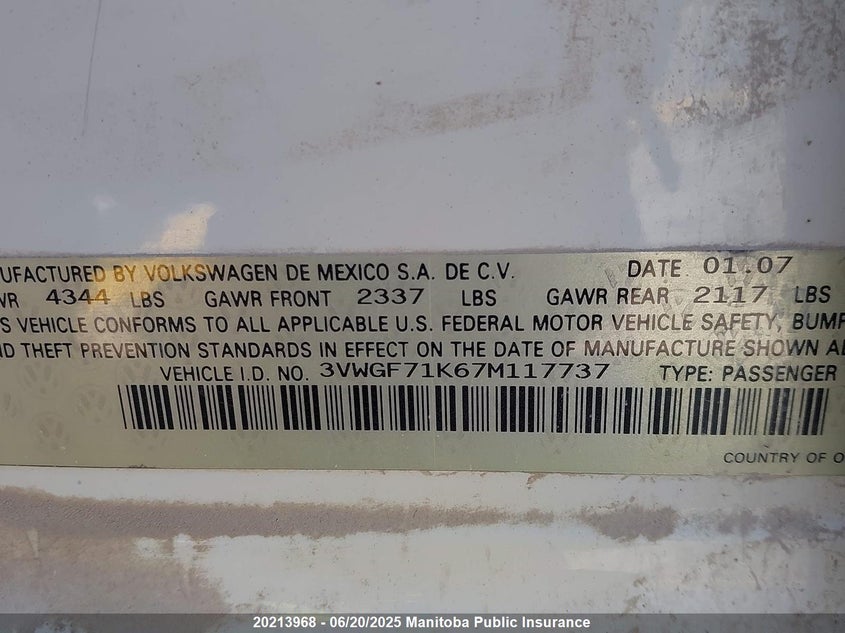 UFACTURED BY VOLKSWAGEN DE MEXICO S.A. DE C.V. DATE 01.07
WR 4344 LBS GAWR FRONT 2337 LBS GAWR REAR 2117 LBS
S VEHICLE CONFORMS TO ALL APPLICABLE U.S. FEDERAL MOTOR VEHICLE SAFETY, BUMP
ND THEFT PREVENTION STANDARDS IN EFFECT ON THE DATE OF MANUFACTURE SHOWN A
VEHICLE I.D. NO. 3VWGF71K67M117737 TYPE: PASSENGER
COUNTRY OF O
20213968 - 06/20/2025 Manitoba Public Insurance